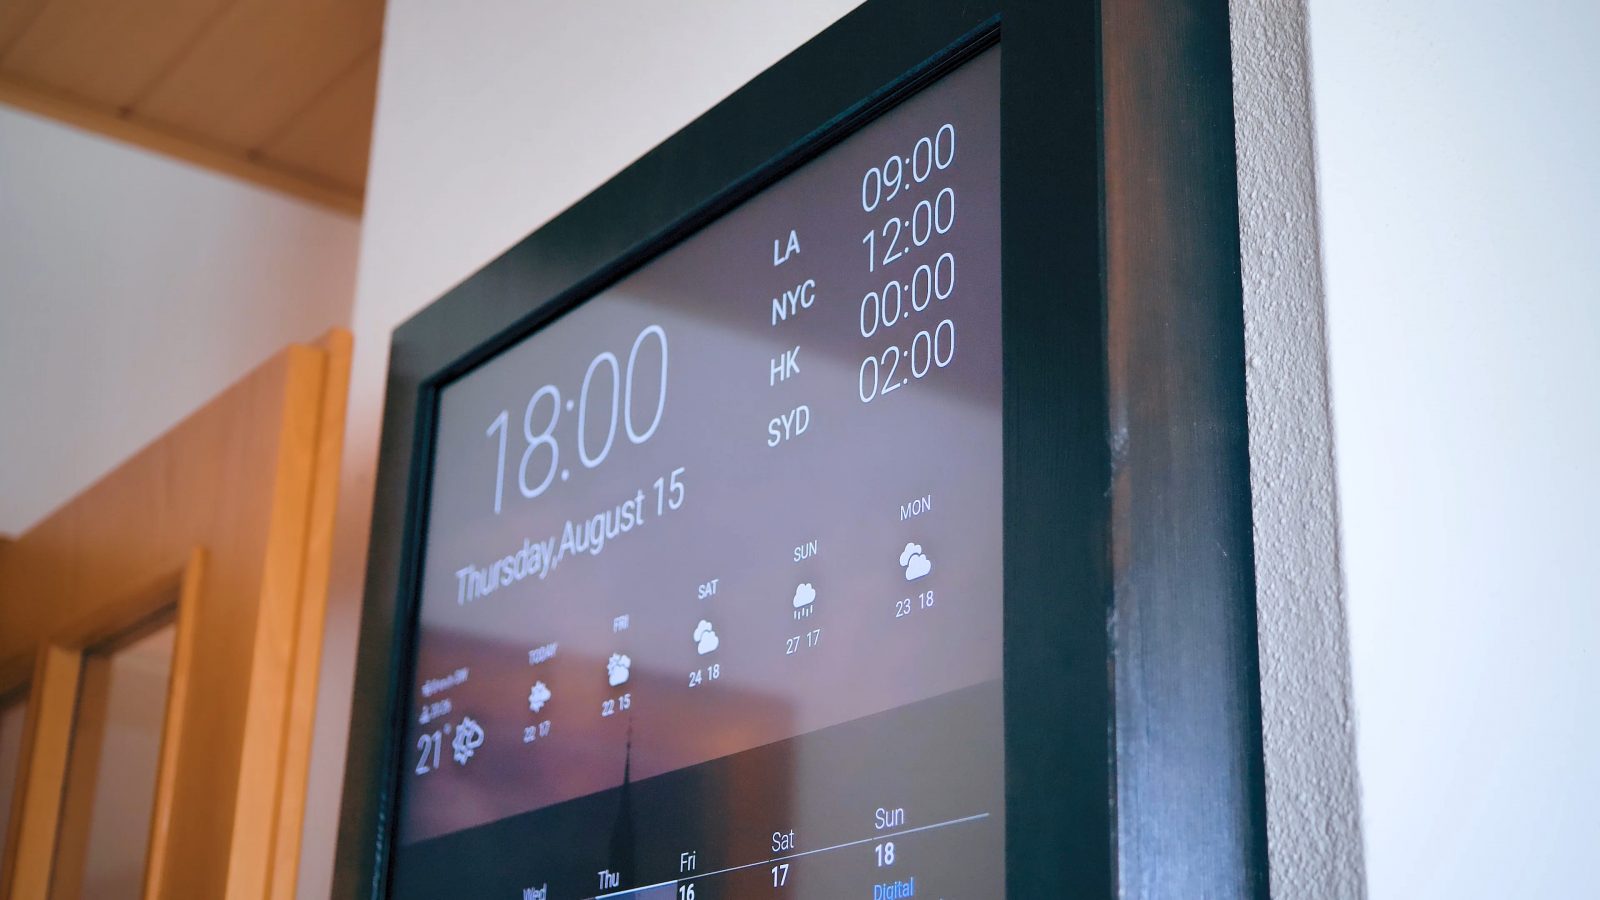 18:00
Thursday, August 15
LA 09:00
NYC 12:00
HK 00:00
SYD 02:00
21°
TODAY
22 17
FRI
22 15
SAT
24 18
SUN
27 17
MON
23 18
Wed
Thu
Fri
16
Sat
17
Sun
18
Digital